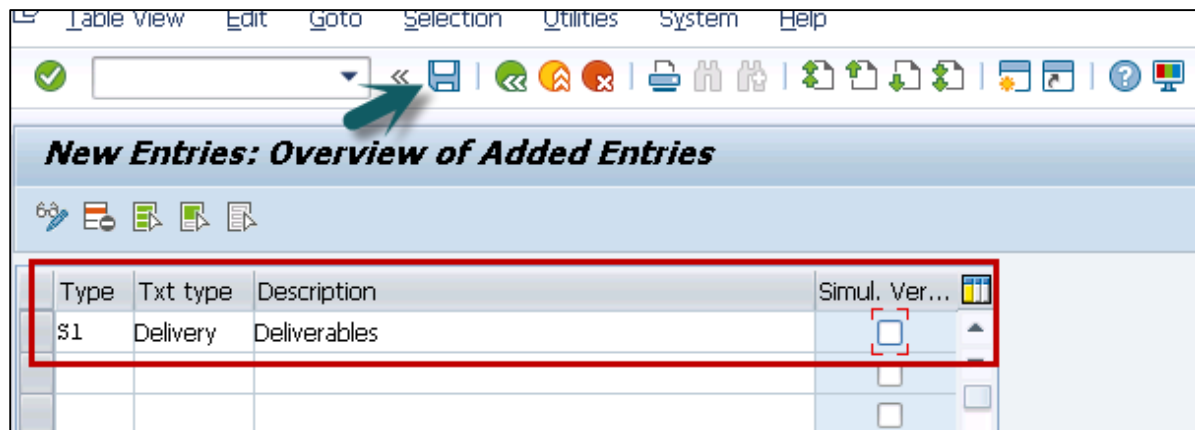 Table View Edit Goto Selection Utilities System Help
New Entries: Overview of Added Entries
Type Txt type Description Simul. Ver...
S1 Delivery Deliverables